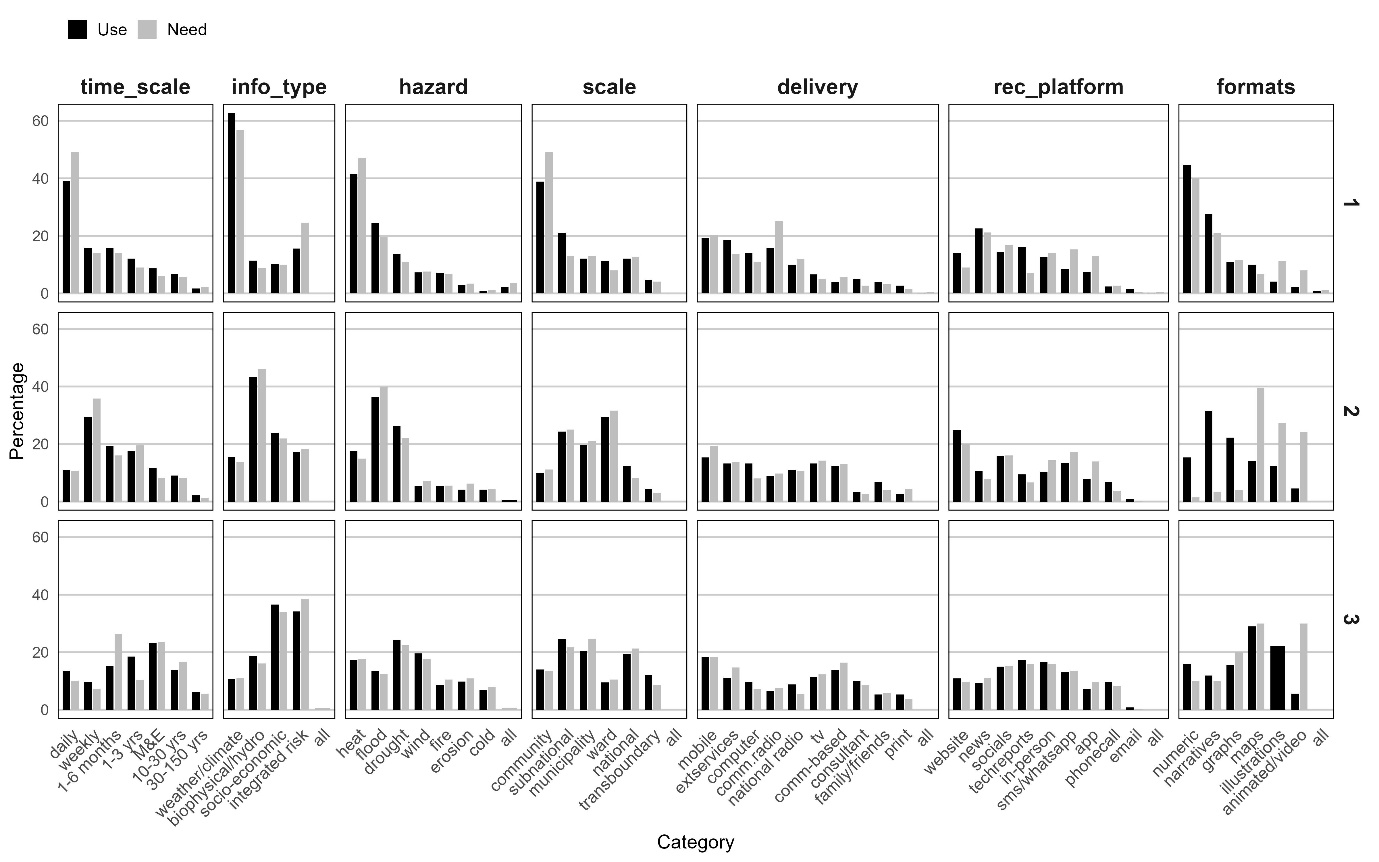 Use Need
time_scale info_type hazard scale delivery rec_platform formats
60
40
20
0
1
60
40
20
0
2
60
40
20
0
3
Percentage
daily weekly 1-6 months 1-3 yrs M&E 10-30 yrs 30-150 yrs
weather/climate biophysical/hydro socio-economic integrated risk all
heat flood drought wind fire erosion cold all
community subnational municipality ward national transboundary all
mobile extservices computer comm.radio national radio tv comm-based consultant family/friends print all
website news socials techreports in-person sms/whatsapp app phonecall email all
numeric narratives graphs maps illustrations animated/video all
Category